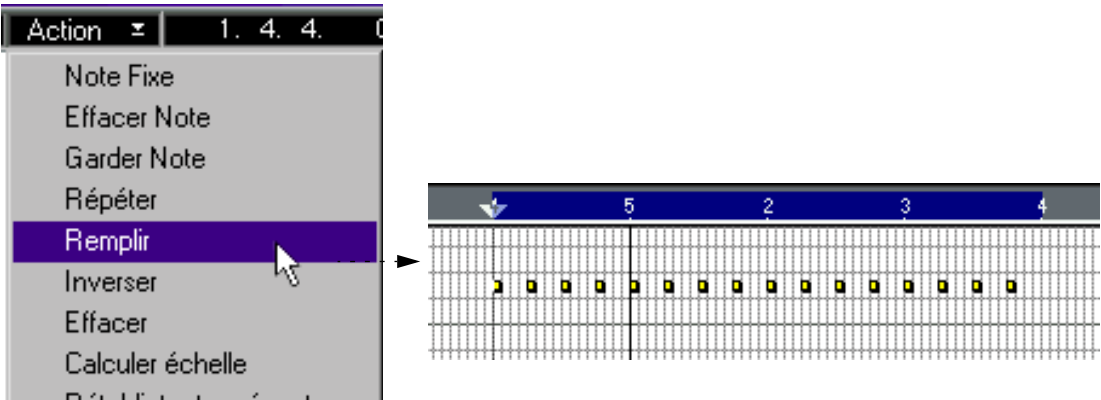 Action 1. 4. 4.
Note Fixe
Effacer Note
Garder Note
Répéter
Remplir
Inverser
Effacer
Calculer échelle
5 2 3 4